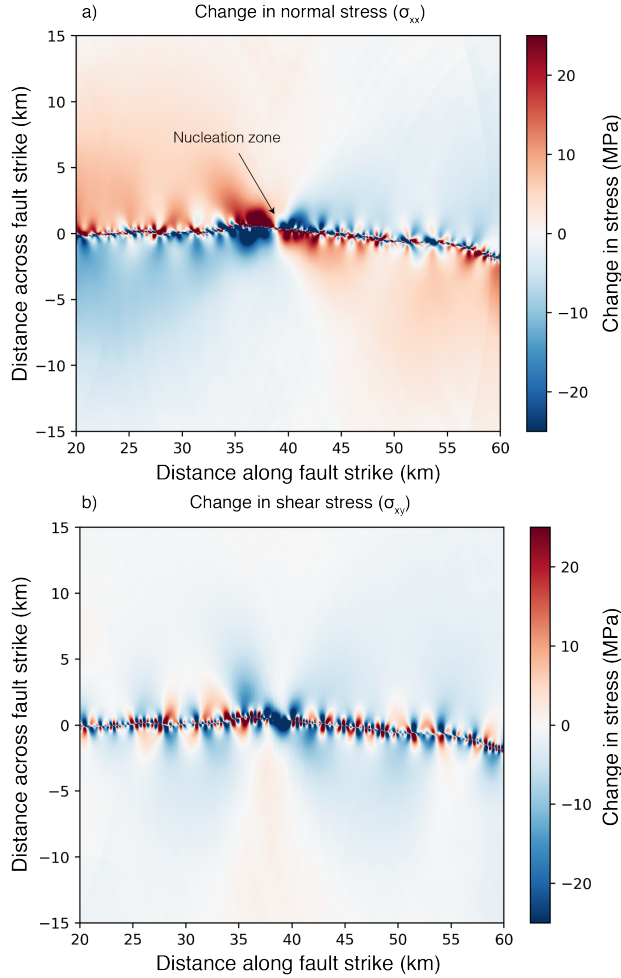 a) Change in normal stress (σxx)
15
10
5
0
−5
−10
−15
Distance across fault strike (km)
Nucleation zone
20 25 30 35 40 45 50 55 60
Distance along fault strike (km)
20
10
0
−10
−20
Change in stress (MPa)
b) Change in shear stress (σxy)
15
10
5
0
−5
−10
−15
Distance across fault strike (km)
20 25 30 35 40 45 50 55 60
Distance along fault strike (km)
20
10
0
−10
−20
Change in stress (MPa)